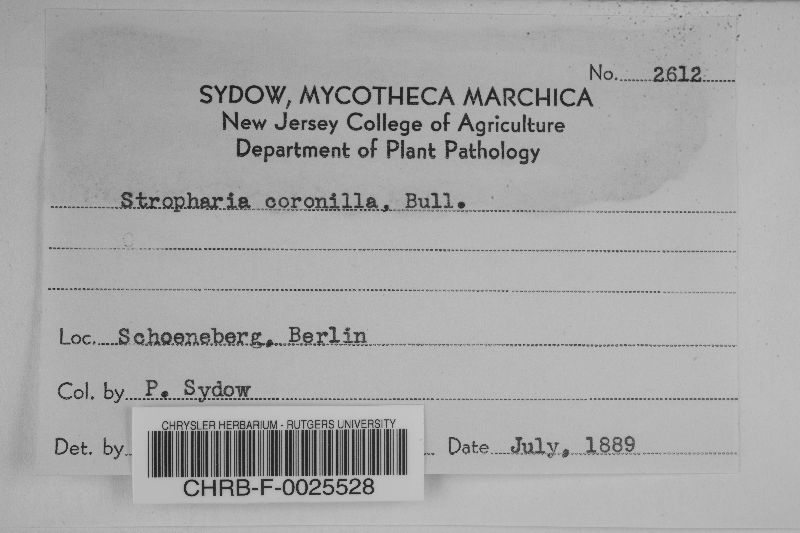 No. 2612
SYDOW, MYCOTHECA MARCHICA
New Jersey College of Agriculture
Department of Plant Pathology
Stropharia coronilla, Bull.
Loc. Schoeneberg, Berlin
Col. by P. Sydow
Det. by
Date July, 1889
CHRYSLER HERBARIUM - RUTGERS UNIVERSITY
CHRB-F-0025528